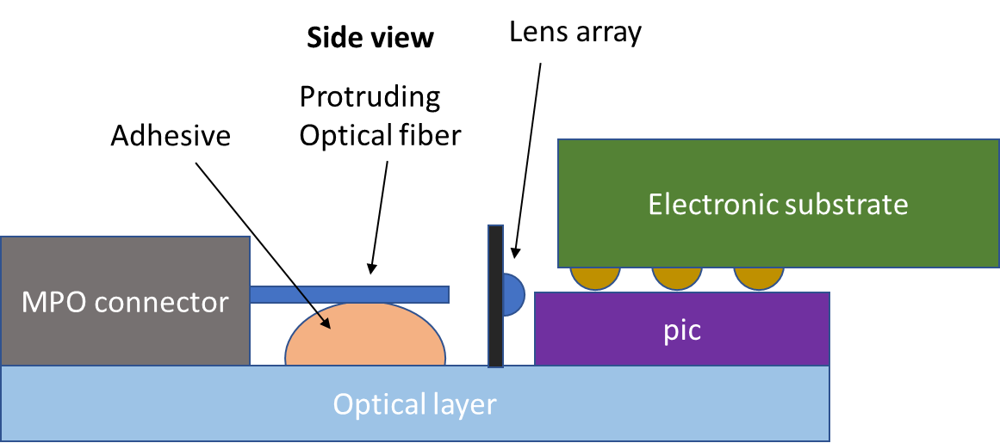 Side view
Lens array
Protruding
Optical fiber
Adhesive
Electronic substrate
MPO connector
pic
Optical layer